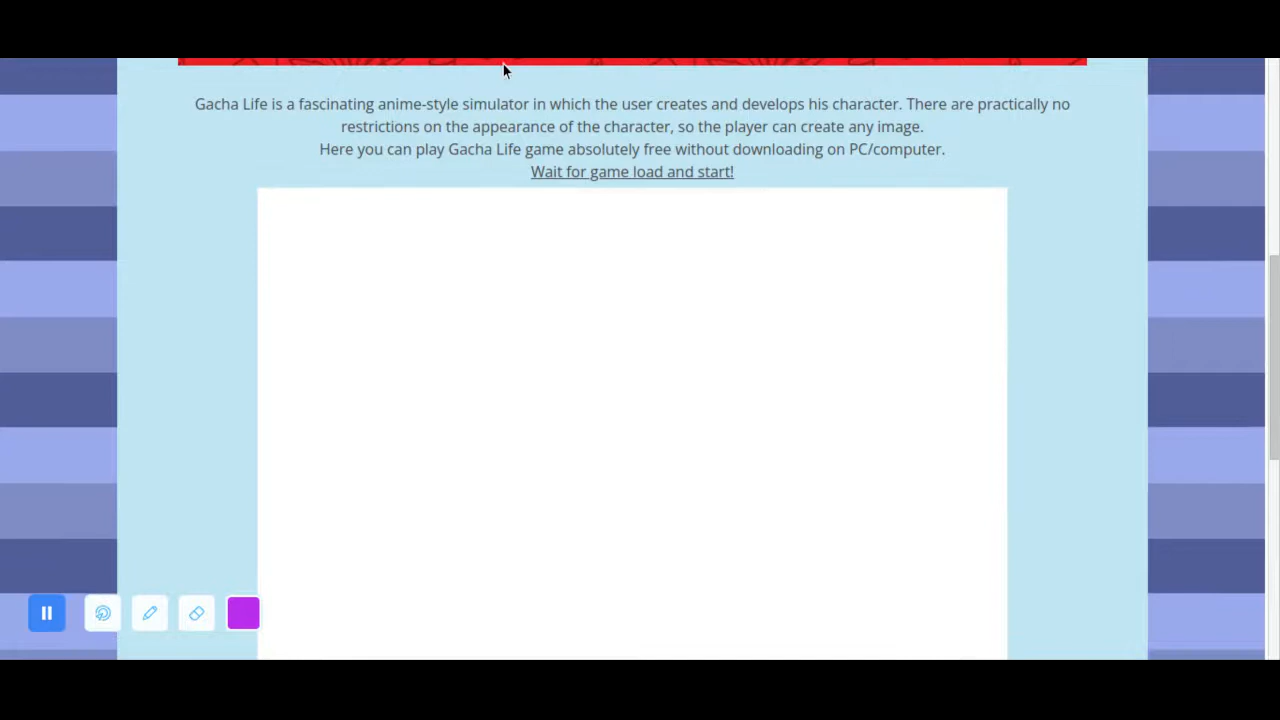 Gacha Life is a fascinating anime-style simulator in which the user creates and develops his character. There are practically no
restrictions on the appearance of the character, so the player can create any image.
Here you can play Gacha Life game absolutely free without downloading on PC/computer.
Wait for game load and start!